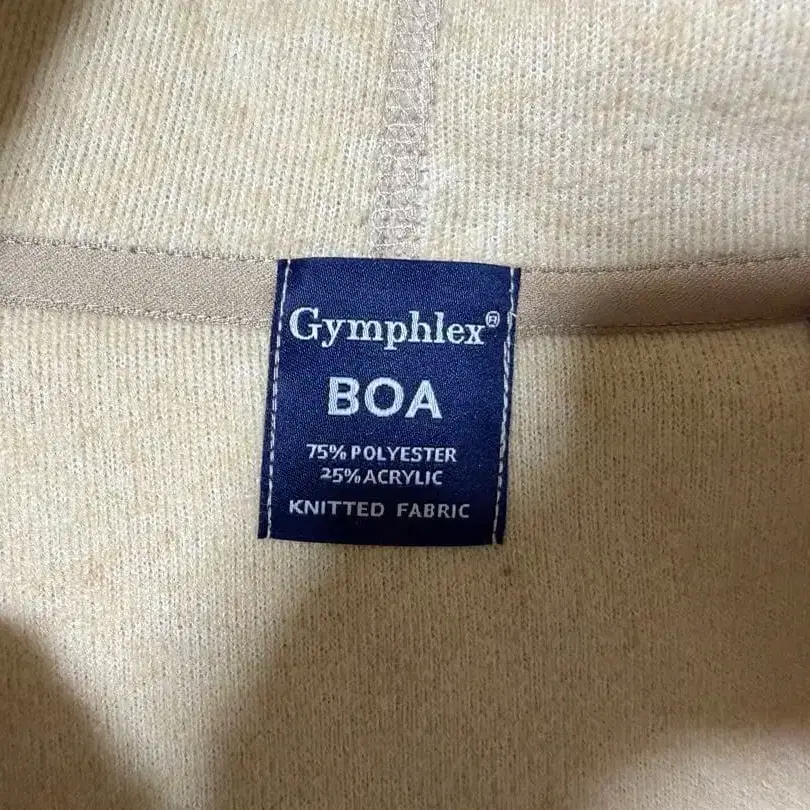 Gymphlex®
BOA
75% POLYESTER
25% ACRYLIC
KNITTED FABRIC